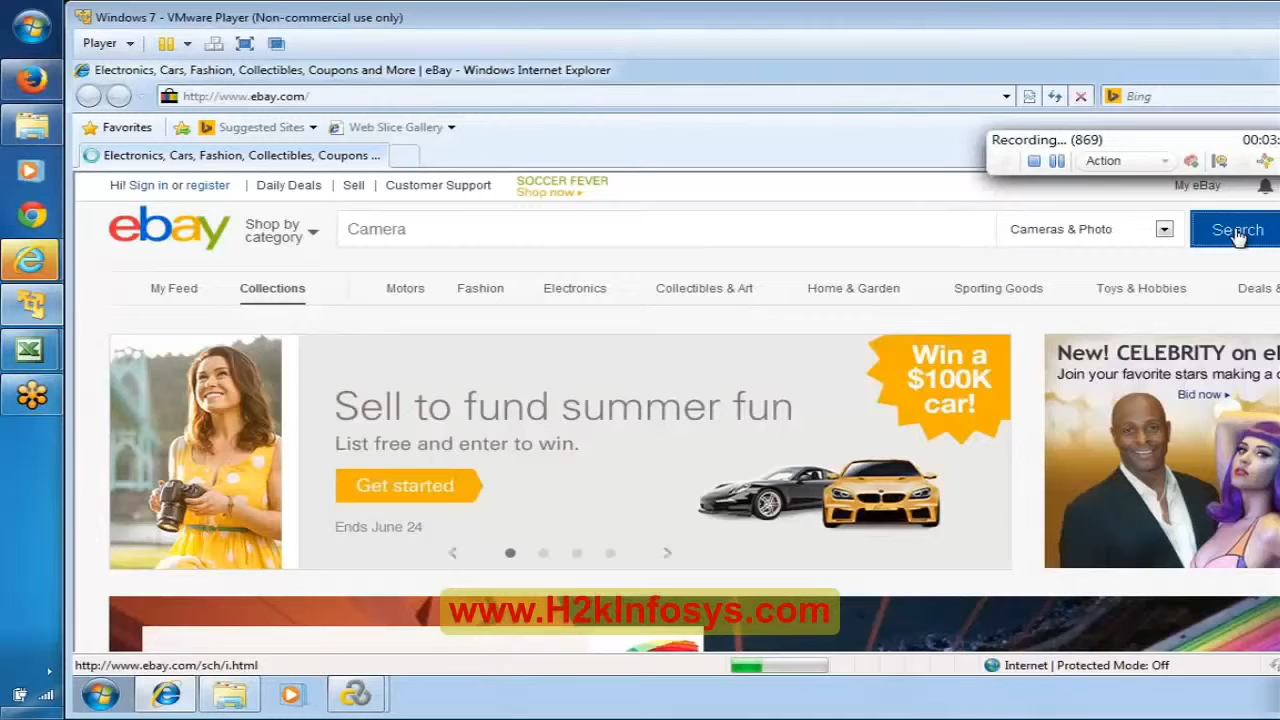 Windows 7 - VMware Player (Non-commercial use only)
Player
Electronics, Cars, Fashion, Collectibles, Coupons and More | eBay - Windows Internet Explorer
http://www.ebay.com/
Bing
Favorites
Suggested Sites
Web Slice Gallery
Electronics, Cars, Fashion, Collectibles, Coupons ...
Recording... (869) 00:03:
Action
Hi! Sign in or register
Daily Deals
Sell
Customer Support
SOCCER FEVER
Shop now
My eBay
ebay
Shop by
category
Camera
Cameras & Photo
Search
My Feed
Collections
Motors
Fashion
Electronics
Collectibles & Art
Home & Garden
Sporting Goods
Toys & Hobbies
Deals &
Sell to fund summer fun
List free and enter to win.
Get started
Ends June 24
Win a
$100K
car!
New! CELEBRITY on e
Join your favorite stars making a
Bid now
www.H2kInfosys.com
http://www.ebay.com/sch/i.html
Internet | Protected Mode: Off